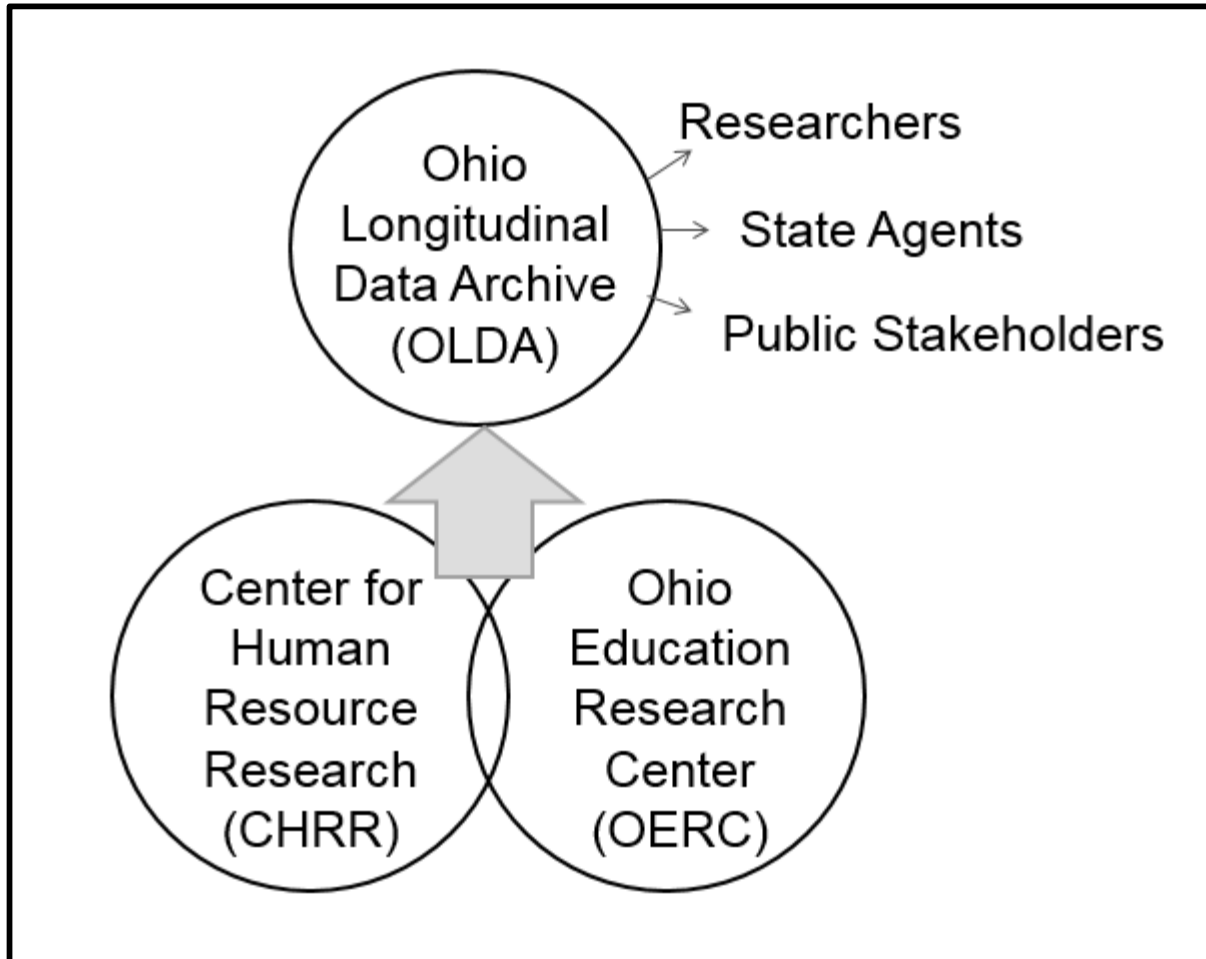 Ohio
Longitudinal
Data Archive
(OLDA)
Researchers
State Agents
Public Stakeholders
Center for
Human
Resource
Research
(CHRR)
Ohio
Education
Research
Center
(OERC)